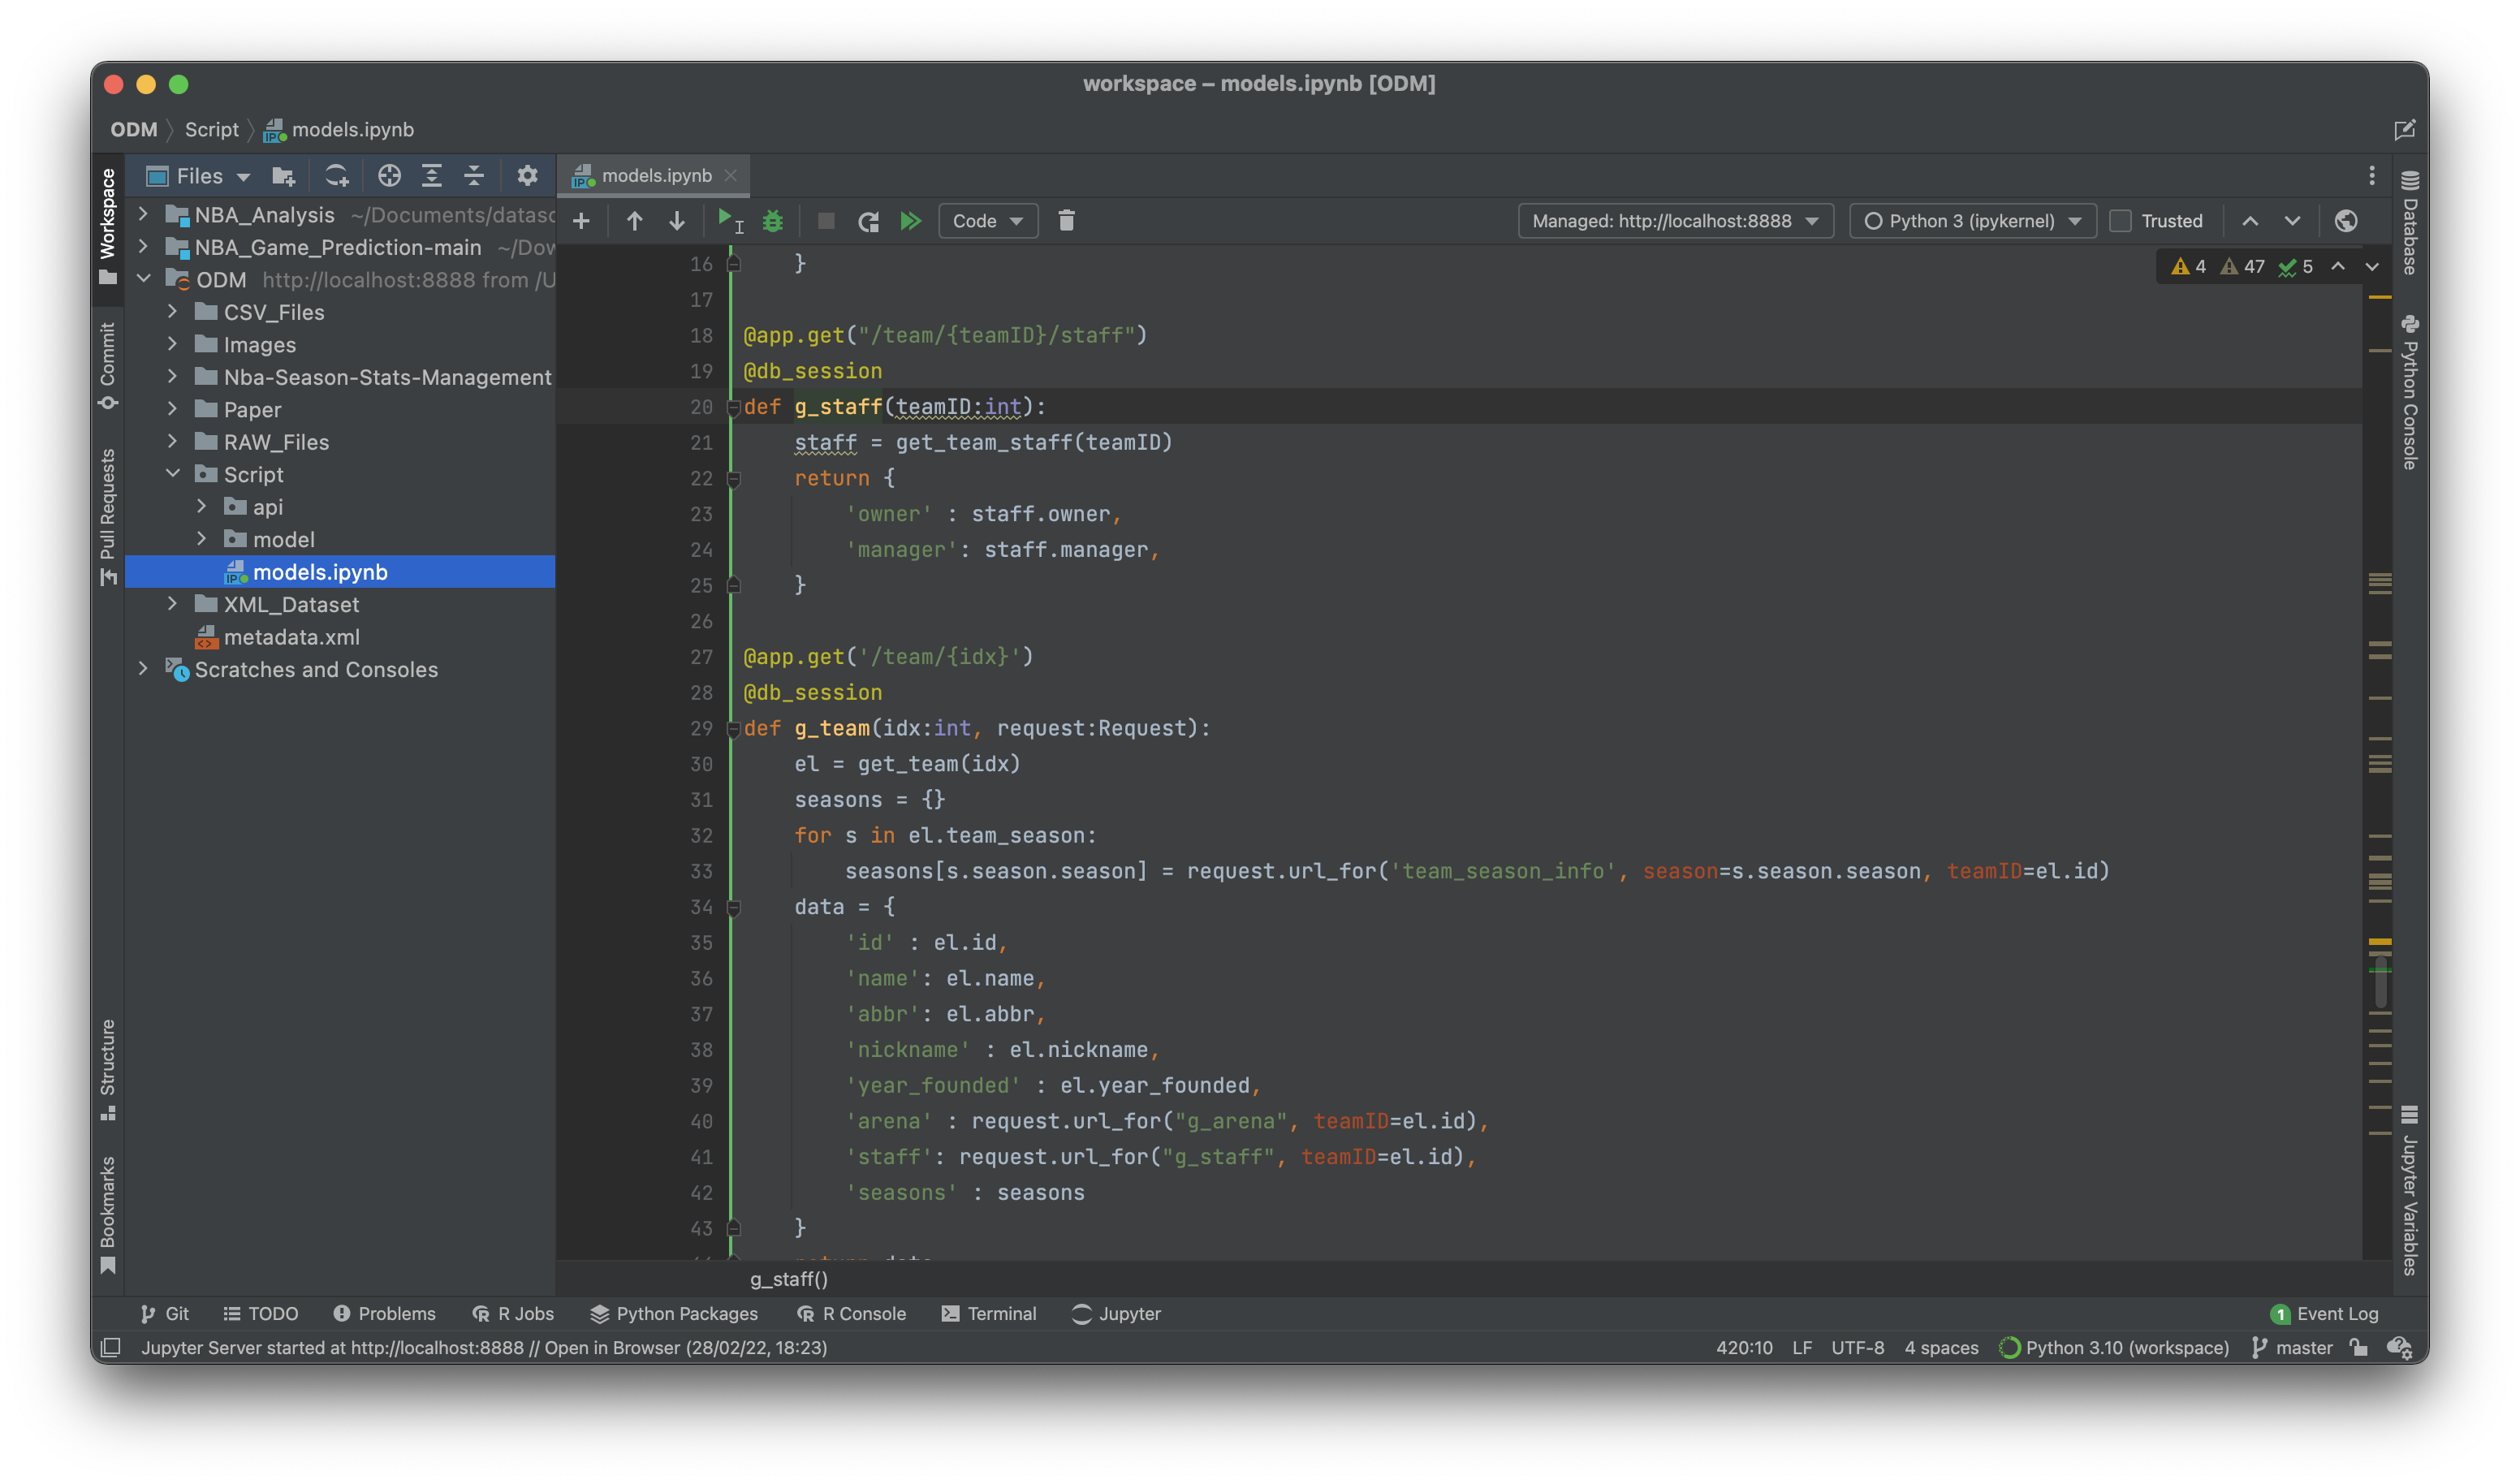 workspace – models.ipynb [ODM]
ODM Script models.ipynb
Files
models.ipynb
Workspace
Commit
Pull Requests
Structure
Bookmarks
NBA_Analysis ~/Documents/datasc
NBA_Game_Prediction-main ~/Dow
ODM http://localhost:8888 from /U
CSV_Files
Images
Nba-Season-Stats-Management
Paper
RAW_Files
Script
api
model
models.ipynb
XML_Dataset
metadata.xml
Scratches and Consoles
Code
Managed: http://localhost:8888
Python 3 (ipykernel)
Trusted
4 47 5
16 }
17
18 @app.get("/team/{teamID}/staff")
19 @db_session
20 def g_staff(teamID:int):
21 staff = get_team_staff(teamID)
22 return {
23 'owner' : staff.owner,
24 'manager': staff.manager,
25 }
26
27 @app.get('/team/{idx}')
28 @db_session
29 def g_team(idx:int, request:Request):
30 el = get_team(idx)
31 seasons = {}
32 for s in el.team_season:
33 seasons[s.season.season] = request.url_for('team_season_info', season=s.season.season, teamID=el.id)
34 data = {
35 'id' : el.id,
36 'name': el.name,
37 'abbr': el.abbr,
38 'nickname' : el.nickname,
39 'year_founded' : el.year_founded,
40 'arena' : request.url_for("g_arena", teamID=el.id),
41 'staff': request.url_for("g_staff", teamID=el.id),
42 'seasons' : seasons
43 }
g_staff()
Database
Python Console
Jupyter Variables
Git TODO Problems R Jobs Python Packages R Console Terminal Jupyter
1 Event Log
Jupyter Server started at http://localhost:8888 // Open in Browser (28/02/22, 18:23)
420:10 LF UTF-8 4 spaces Python 3.10 (workspace) master